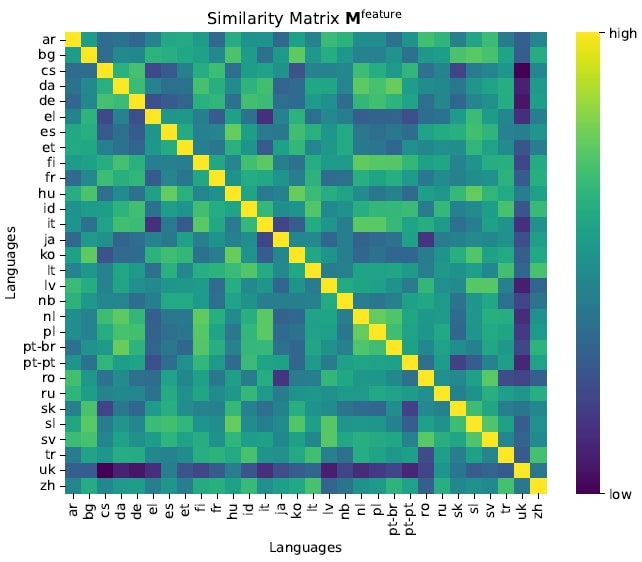 Similarity Matrix M^feature
ar
bg
cs
da
de
el
es
et
fi
fr
hu
id
it
ja
ko
lt
lv
nb
nl
pl
pt-br
pt-pt
ro
ru
sk
sl
sv
tr
uk
zh
Languages
ar bg cs da de el es et fi fr hu id it ja ko lt lv nb nl pl pt-br pt-pt ro ru sk sl sv tr uk zh
Languages
high
low